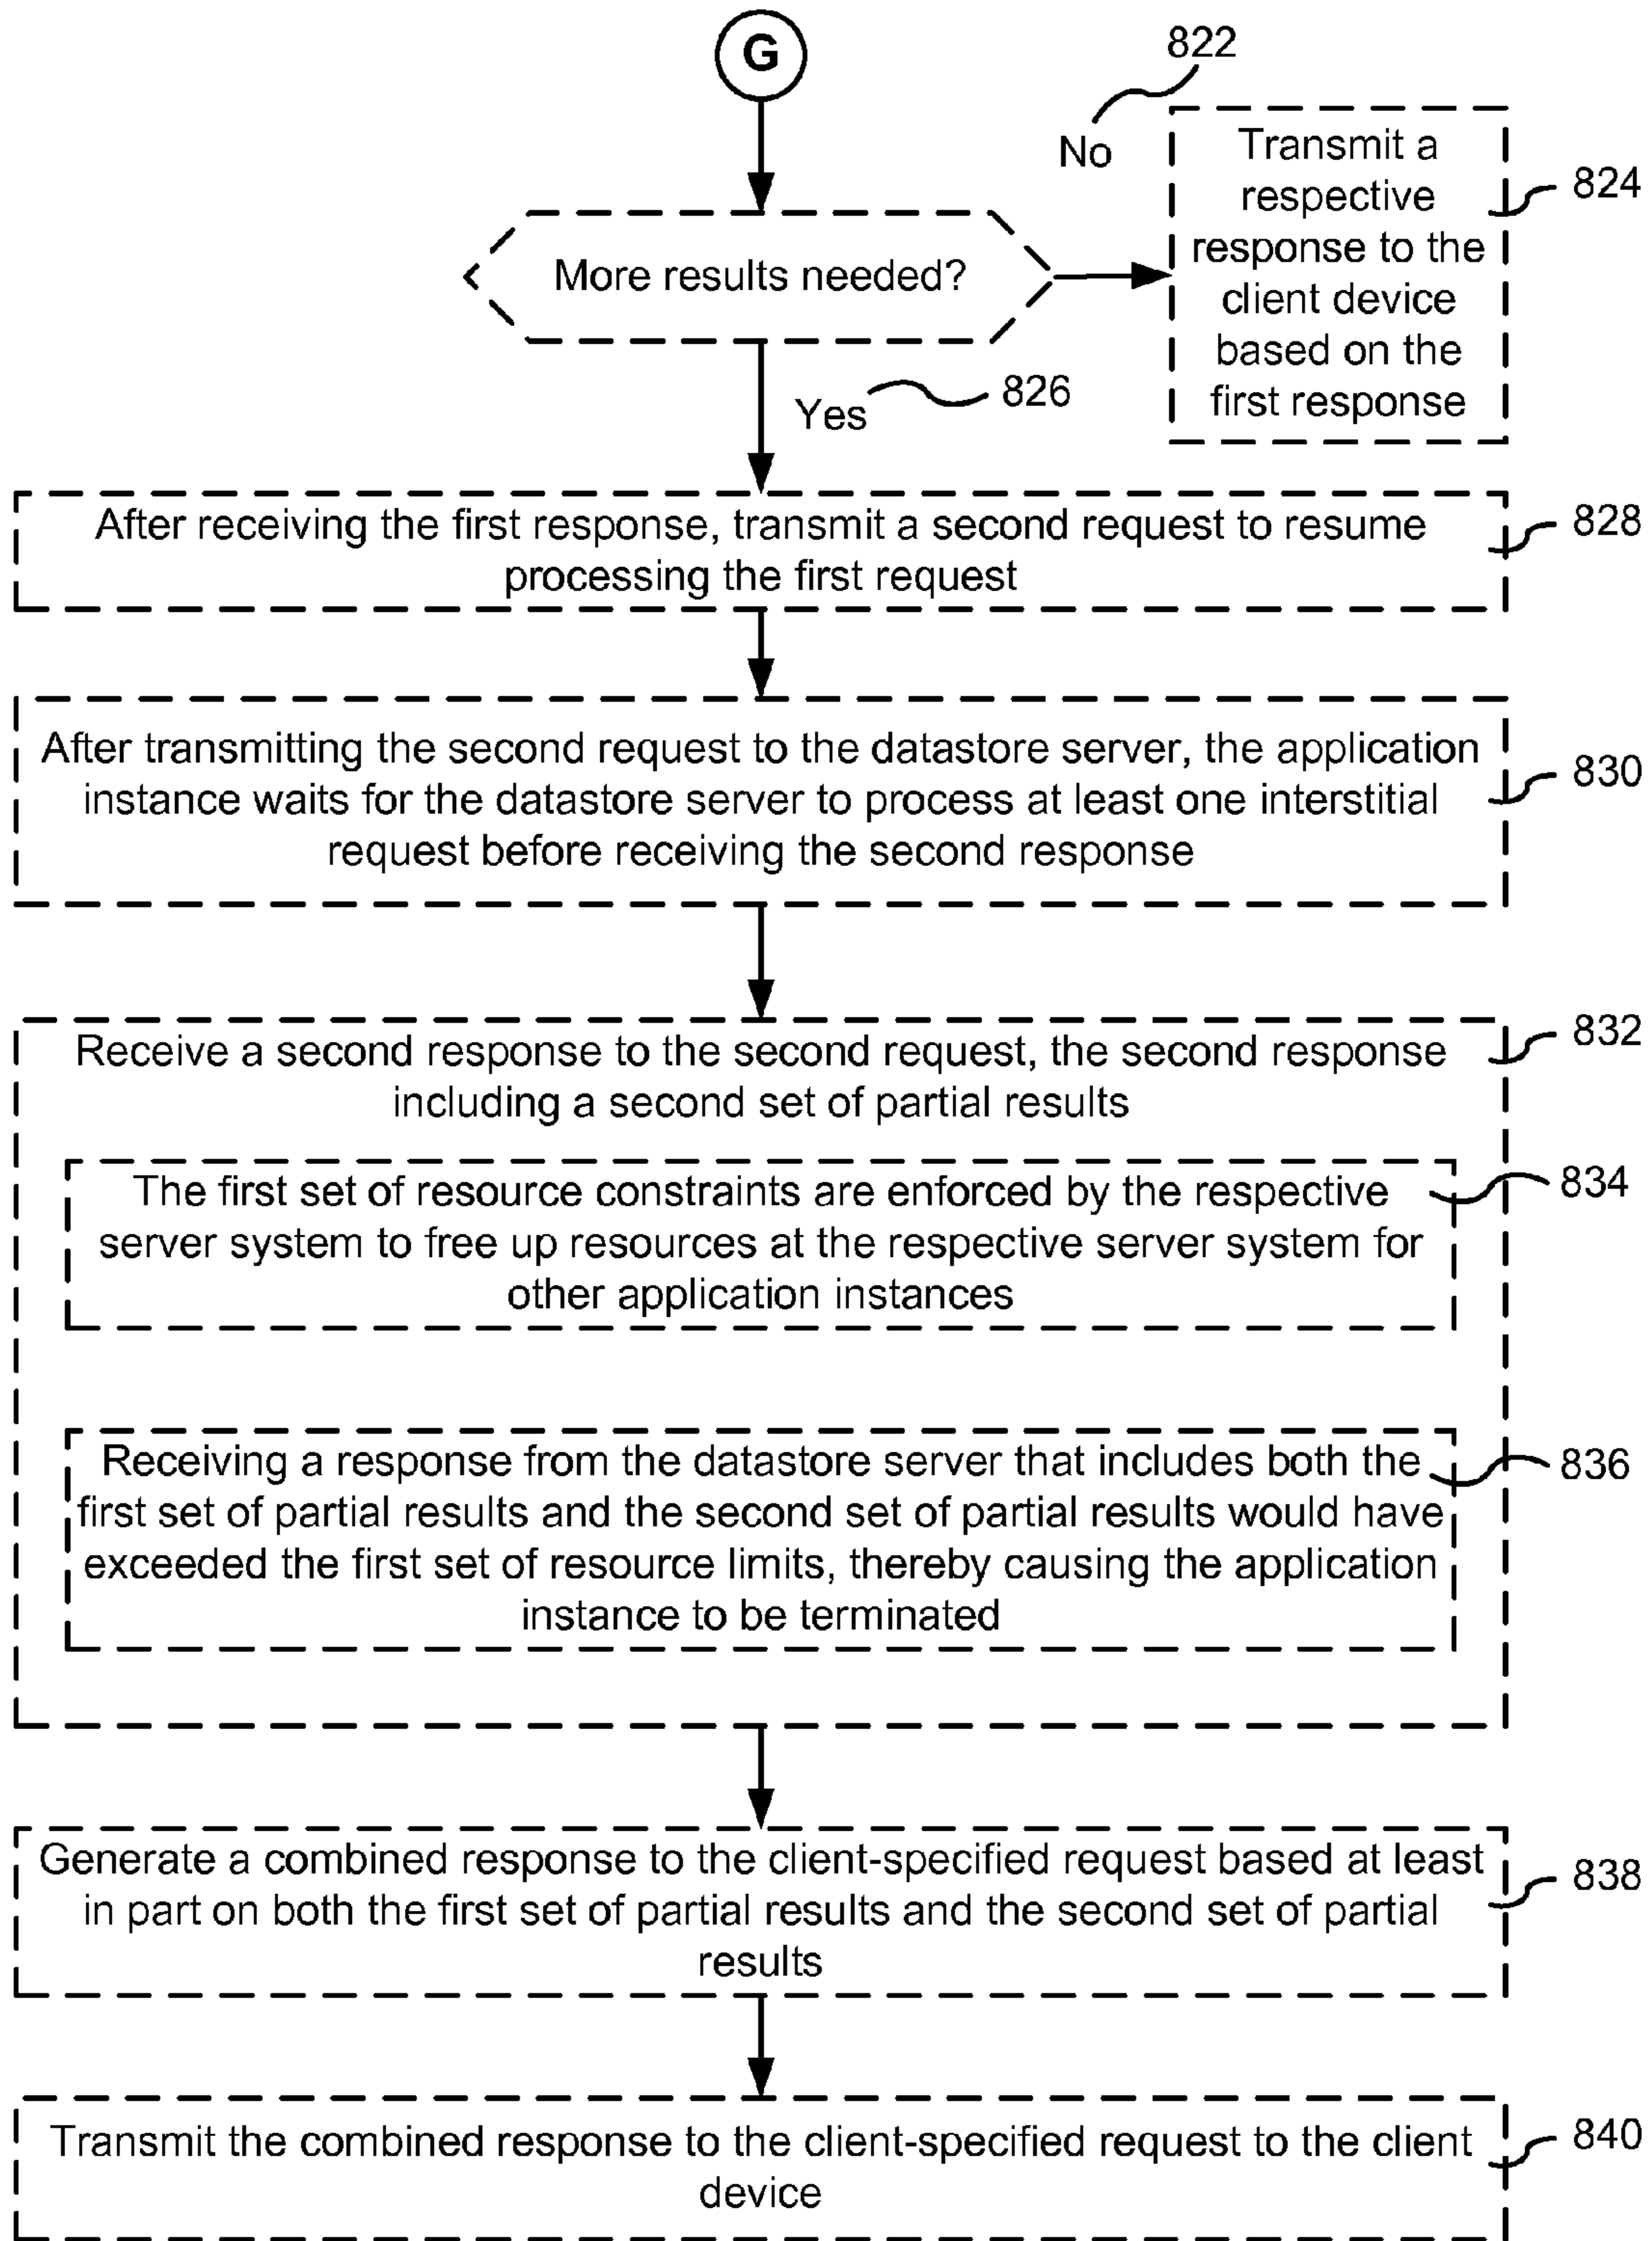 G
822
No
Transmit a
respective
response to the
client device
based on the
first response
824
More results needed?
Yes
826
After receiving the first response, transmit a second request to resume
processing the first request
828
After transmitting the second request to the datastore server, the application
instance waits for the datastore server to process at least one interstitial
request before receiving the second response
830
Receive a second response to the second request, the second response
including a second set of partial results
832
The first set of resource constraints are enforced by the respective
server system to free up resources at the respective server system for
other application instances
834
Receiving a response from the datastore server that includes both the
first set of partial results and the second set of partial results would have
exceeded the first set of resource limits, thereby causing the application
instance to be terminated
836
Generate a combined response to the client-specified request based at least
in part on both the first set of partial results and the second set of partial
results
838
Transmit the combined response to the client-specified request to the client
device
840